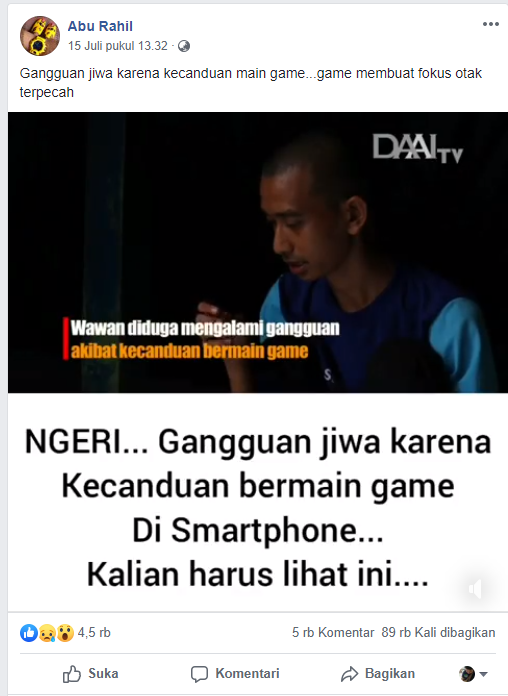 Abu Rahil
15 Juli pukul 13.32 ·
Gangguan jiwa karena kecanduan main game...game membuat fokus otak
terpecah
DAAI TV
Wawan diduga mengalami gangguan
akibat kecanduan bermain game
S
NGERI... Gangguan jiwa karena
Kecanduan bermain game
Di Smartphone...
Kalian harus lihat ini....
4,5 rb
5 rb Komentar 89 rb Kali dibagikan
Suka Komentar Bagikan